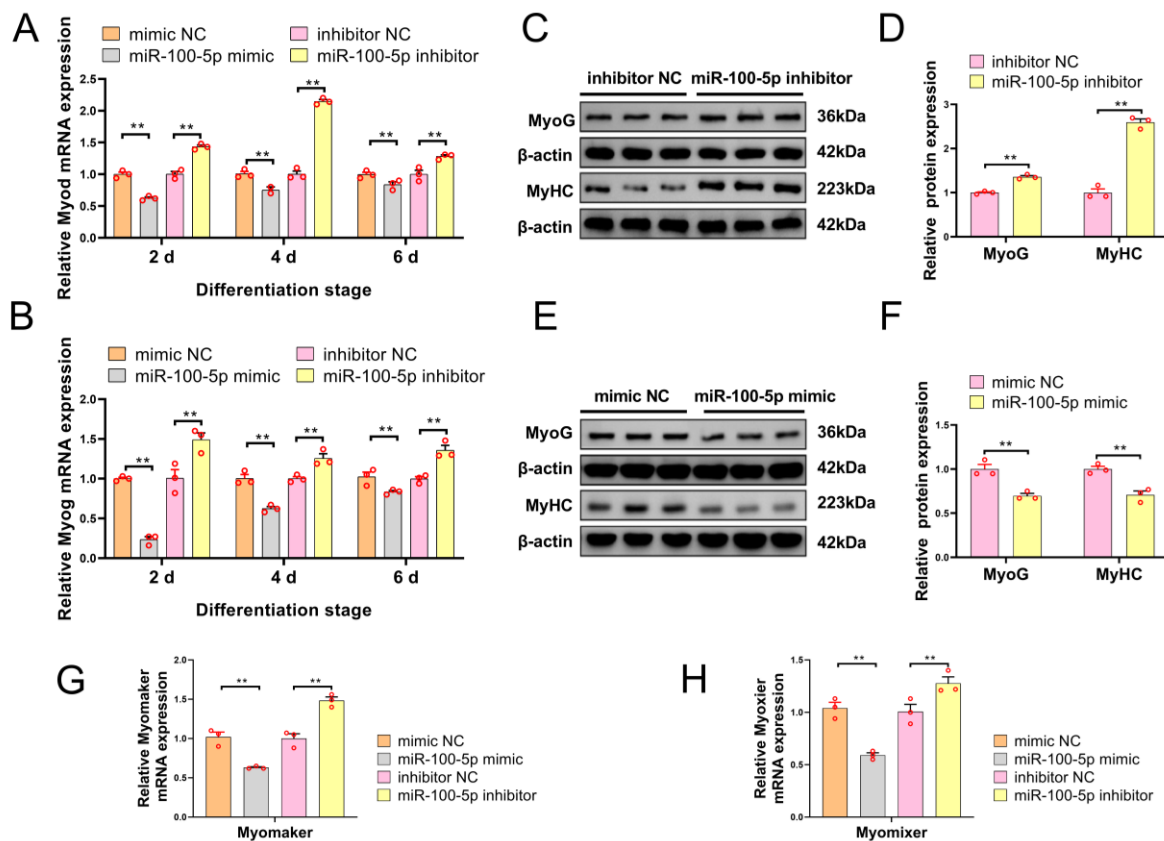 A
mimic NC
inhibitor NC
miR-100-5p mimic
miR-100-5p inhibitor
Relative Myod mRNA expression
2.5
2.0
1.5
1.0
0.5
0.0
**
**
**
**
**
**
2 d
4 d
6 d
Differentiation stage
B
mimic NC
inhibitor NC
miR-100-5p mimic
miR-100-5p inhibitor
Relative Myog mRNA expression
2.0
1.5
1.0
0.5
0.0
**
**
**
**
**
**
2 d
4 d
6 d
Differentiation stage
C
inhibitor NC
miR-100-5p inhibitor
MyoG
36kDa
β-actin
42kDa
MyHC
223kDa
β-actin
42kDa
D
inhibitor NC
miR-100-5p inhibitor
Relative protein expression
3
2
1
0
**
**
MyoG
MyHC
E
mimic NC
miR-100-5p mimic
MyoG
36kDa
β-actin
42kDa
MyHC
223kDa
β-actin
42kDa
F
mimic NC
miR-100-5p mimic
Relative protein expression
1.5
1.0
0.5
0.0
**
**
MyoG
MyHC
G
Relative Myomaker
mRNA expression
2.0
1.5
1.0
0.5
0.0
**
**
Myomaker
mimic NC
miR-100-5p mimic
inhibitor NC
miR-100-5p inhibitor
H
Relative Myoxier
mRNA expression
1.5
1.0
0.5
0.0
**
**
Myomixer
mimic NC
miR-100-5p mimic
inhibitor NC
miR-100-5p inhibitor